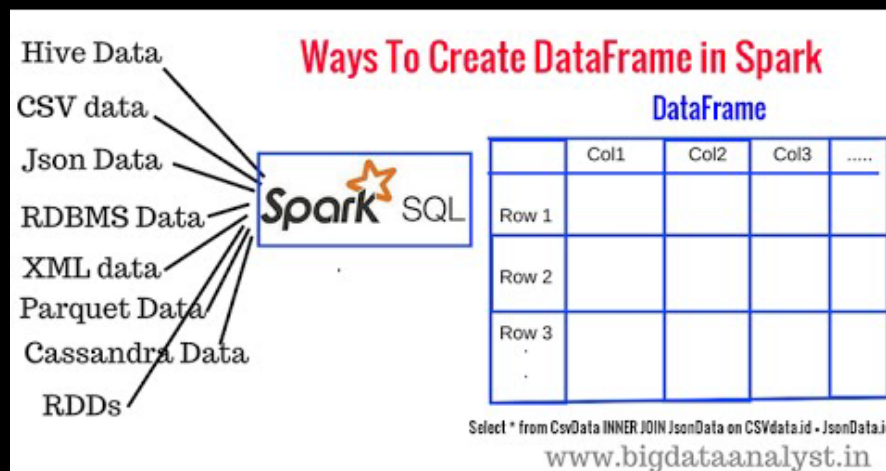 Ways To Create DataFrame in Spark
Hive Data
CSV data
Json Data
RDBMS Data
XML data
Parquet Data
Cassandra Data
RDDs
Spark SQL
DataFrame
Col1 Col2 Col3 .....
Row 1
Row 2
Row 3
.
.
Select * from CsvData INNER JOIN JsonData on CSVdata.id = JsonData.i
www.bigdataanalyst.in